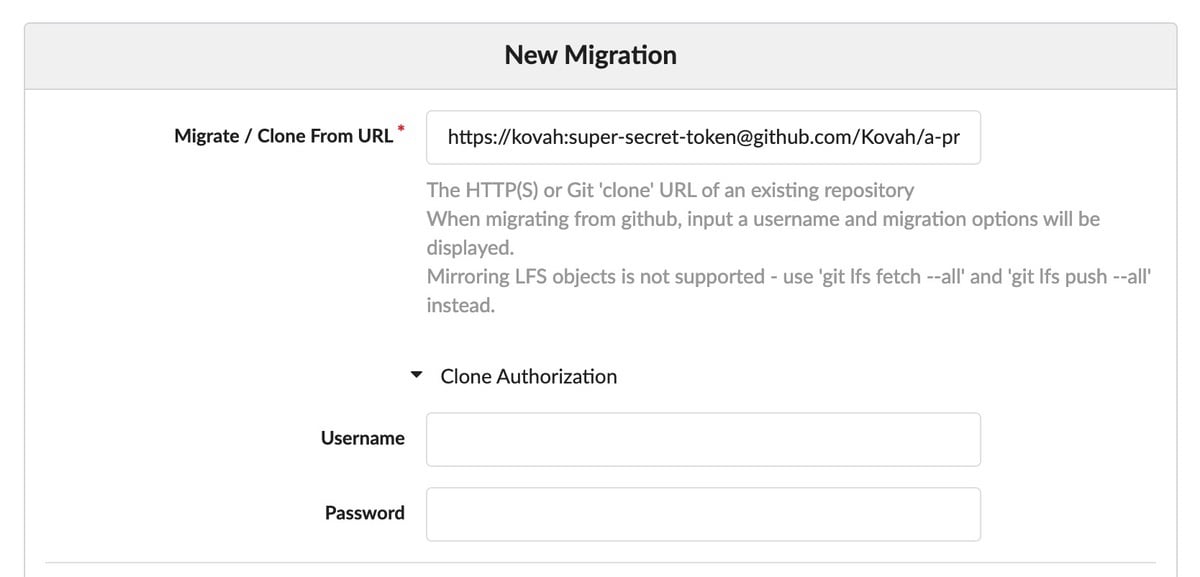 New Migration
Migrate / Clone From URL *
https://kovah:super-secret-token@github.com/Kovah/a-pr
The HTTP(S) or Git 'clone' URL of an existing repository
When migrating from github, input a username and migration options will be
displayed.
Mirroring LFS objects is not supported - use 'git lfs fetch --all' and 'git lfs push --all'
instead.
Clone Authorization
Username
Password